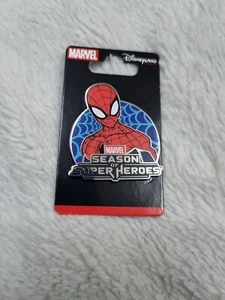 MARVEL
Disneyland
MARVEL
SEASON
OF
SUPER HEROES